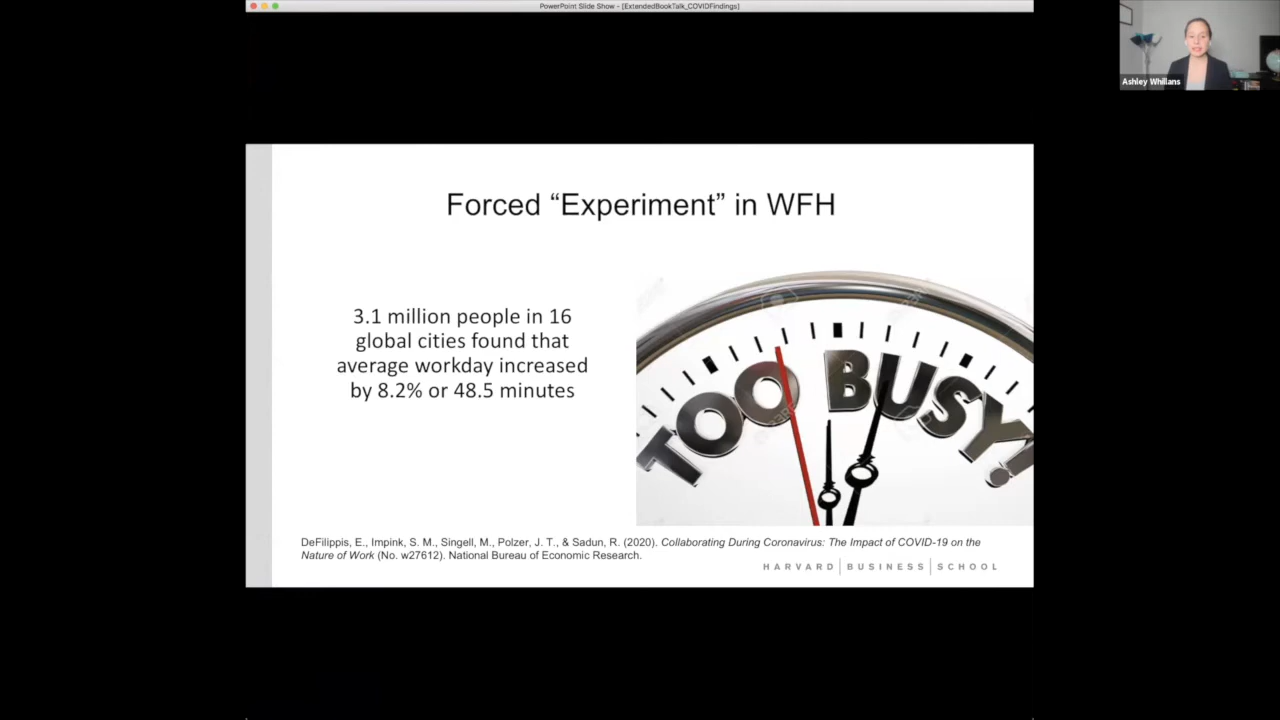 PowerPoint Slide Show - [ExtendedBookTalk_COVIDFindings]
Ashley Whillans
Forced “Experiment” in WFH
3.1 million people in 16
global cities found that
average workday increased
by 8.2% or 48.5 minutes
TOO BUSY!
DeFilippis, E., Impink, S. M., Singell, M., Polzer, J. T., & Sadun, R. (2020). Collaborating During Coronavirus: The Impact of COVID-19 on the
Nature of Work (No. w27612). National Bureau of Economic Research.
HARVARD | BUSINESS | SCHOOL